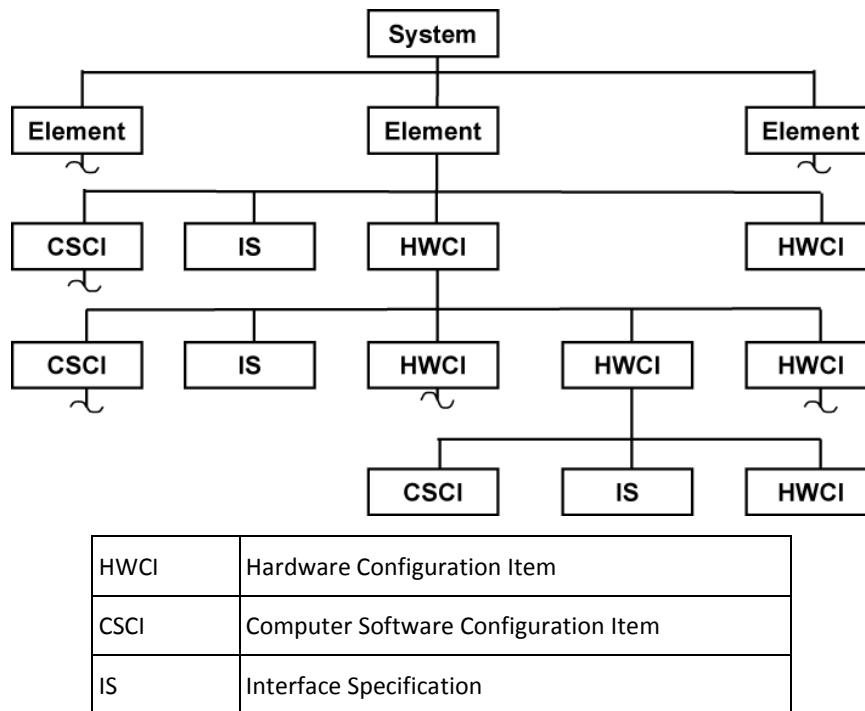 System
Element Element Element
CSCI IS HWCI HWCI
CSCI IS HWCI HWCI HWCI
CSCI IS HWCI
HWCI Hardware Configuration Item
CSCI Computer Software Configuration Item
IS Interface Specification